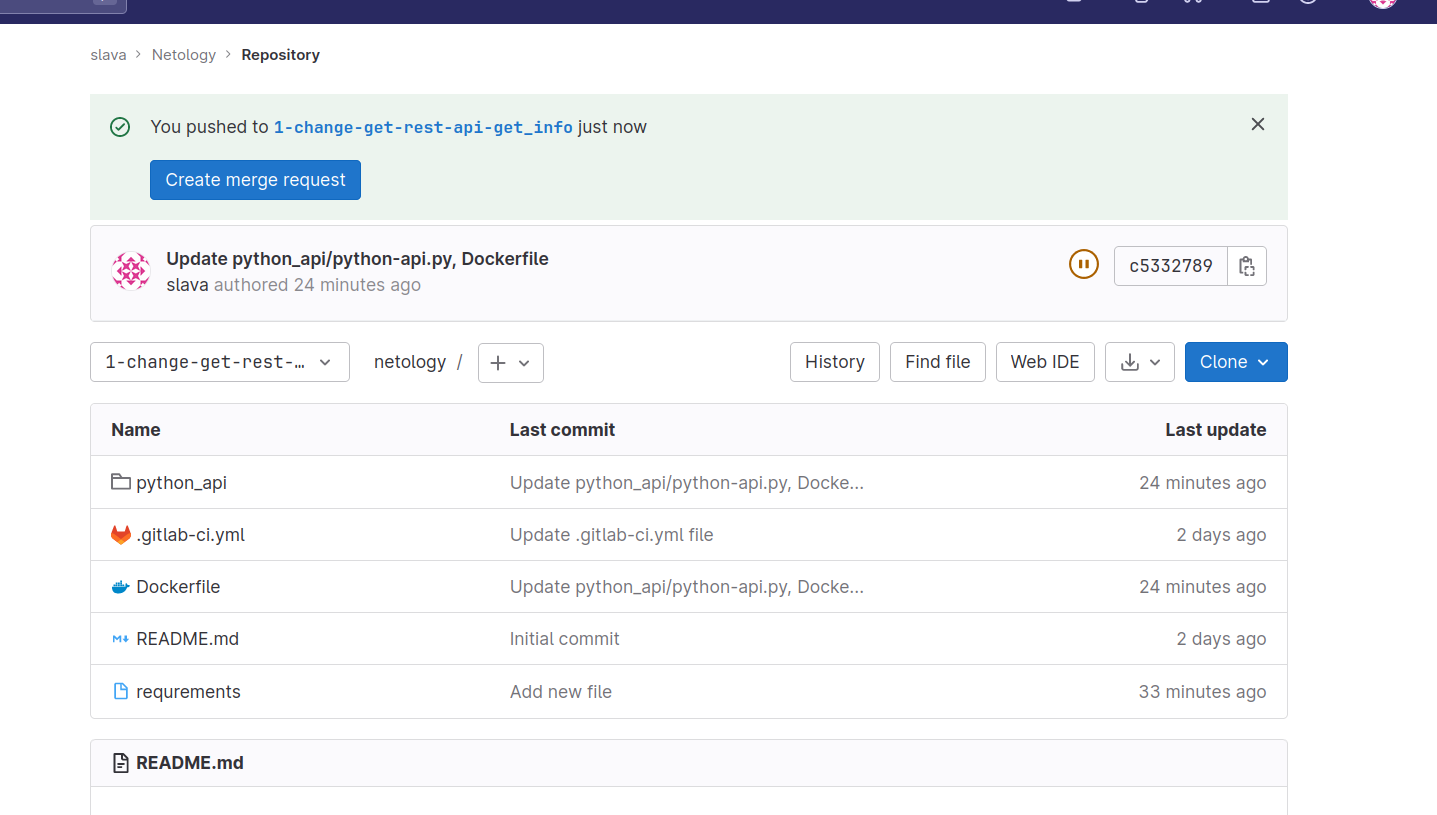 slava > Netology > Repository
You pushed to 1-change-get-rest-api-get_info just now
Create merge request
Update python_api/python-api.py, Dockerfile
slava authored 24 minutes ago
c5332789
1-change-get-rest-… netology / + History Find file Web IDE Clone
Name Last commit Last update
python_api Update python_api/python-api.py, Docke... 24 minutes ago
.gitlab-ci.yml Update .gitlab-ci.yml file 2 days ago
Dockerfile Update python_api/python-api.py, Docke... 24 minutes ago
README.md Initial commit 2 days ago
requrements Add new file 33 minutes ago
README.md